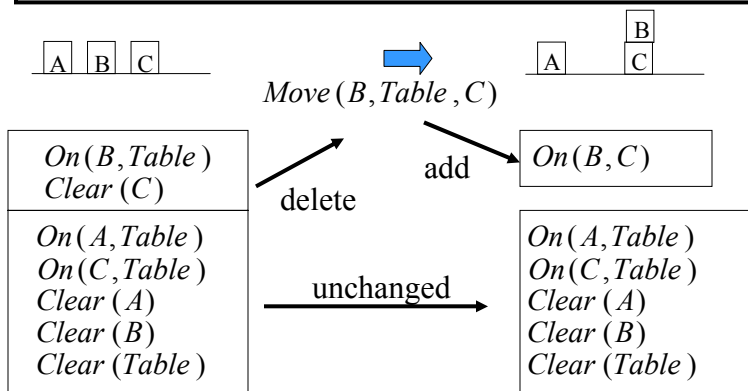 A B C
B
A C
Move (B,Table ,C)
On(B,Table )
Clear (C)
delete
add
On(B,C)
On(A,Table )
On(C,Table )
Clear (A)
Clear (B)
Clear (Table )
unchanged
On(A,Table )
On(C,Table )
Clear (A)
Clear (B)
Clear (Table )